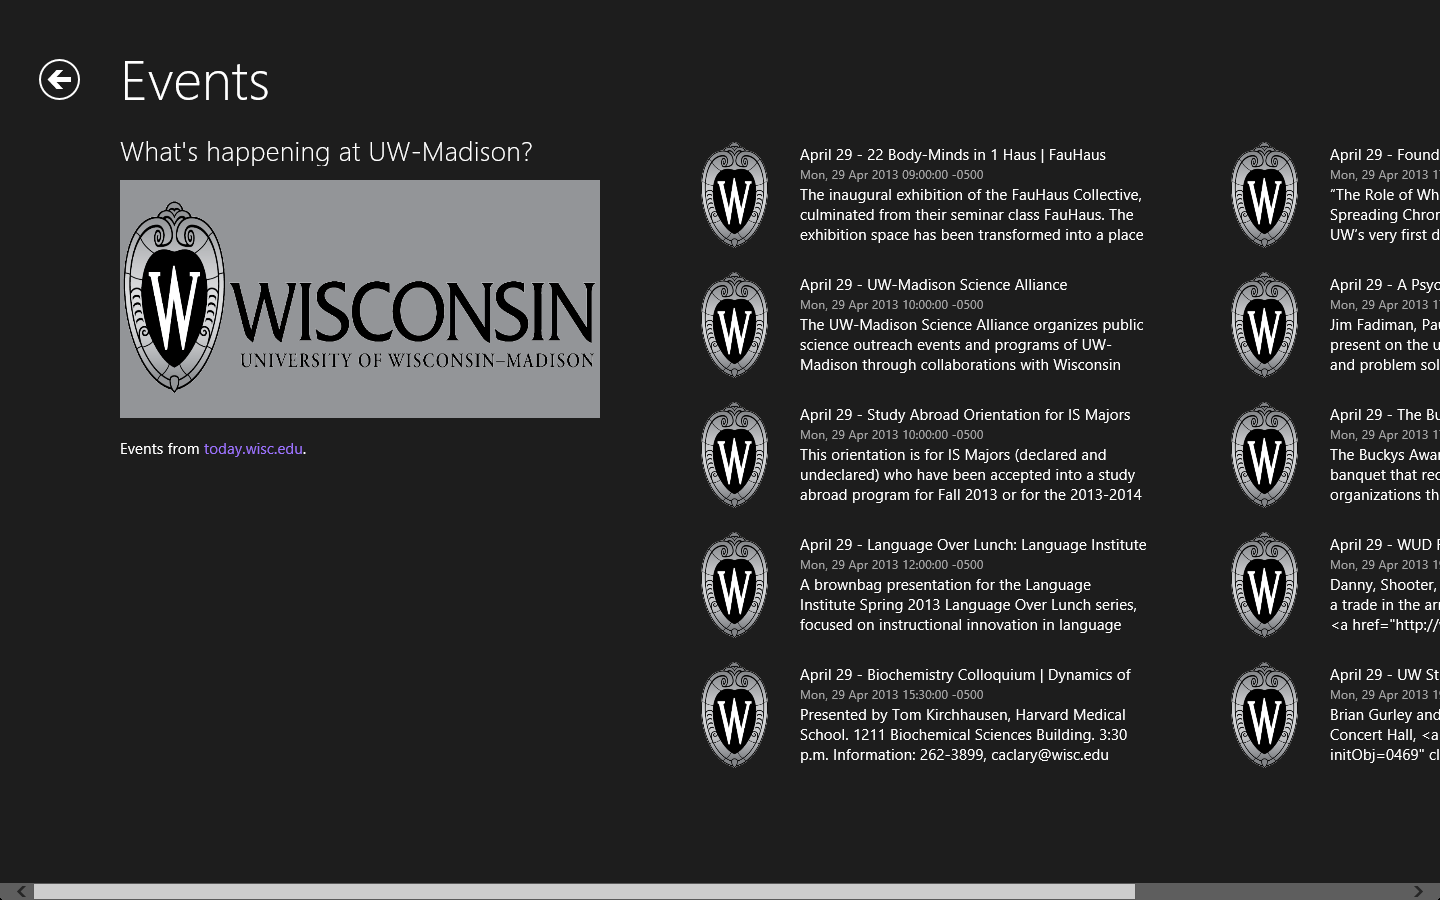 Events
What's happening at UW-Madison?
W WISCONSIN
UNIVERSITY OF WISCONSIN–MADISON
Events from today.wisc.edu.
W
April 29 - 22 Body-Minds in 1 Haus | FauHaus
Mon, 29 Apr 2013 09:00:00 -0500
The inaugural exhibition of the FauHaus Collective,
culminated from their seminar class FauHaus. The
exhibition space has been transformed into a place
W
April 29 - UW-Madison Science Alliance
Mon, 29 Apr 2013 10:00:00 -0500
The UW-Madison Science Alliance organizes public
science outreach events and programs of UW-
Madison through collaborations with Wisconsin
W
April 29 - Study Abroad Orientation for IS Majors
Mon, 29 Apr 2013 10:00:00 -0500
This orientation is for IS Majors (declared and
undeclared) who have been accepted into a study
abroad program for Fall 2013 or for the 2013-2014
W
April 29 - Language Over Lunch: Language Institute
Mon, 29 Apr 2013 12:00:00 -0500
A brownbag presentation for the Language
Institute Spring 2013 Language Over Lunch series,
focused on instructional innovation in language
W
April 29 - Biochemistry Colloquium | Dynamics of
Mon, 29 Apr 2013 15:30:00 -0500
Presented by Tom Kirchhausen, Harvard Medical
School. 1211 Biochemical Sciences Building. 3:30
p.m. Information: 262-3899, caclary@wisc.edu
W
April 29 - Found
Mon, 29 Apr 2013
"The Role of Wh
Spreading Chron
UW's very first d
W
April 29 - A Psyc
Mon, 29 Apr 2013
Jim Fadiman, Pau
present on the u
and problem sol
W
April 29 - The Bu
Mon, 29 Apr 2013
The Buckys Awar
banquet that rec
organizations th
W
April 29 - WUD F
Mon, 29 Apr 2013
Danny, Shooter,
a trade in the arr
<a href="http://
W
April 29 - UW St
Mon, 29 Apr 2013
Brian Gurley and
Concert Hall, <a
initObj=0469" cl